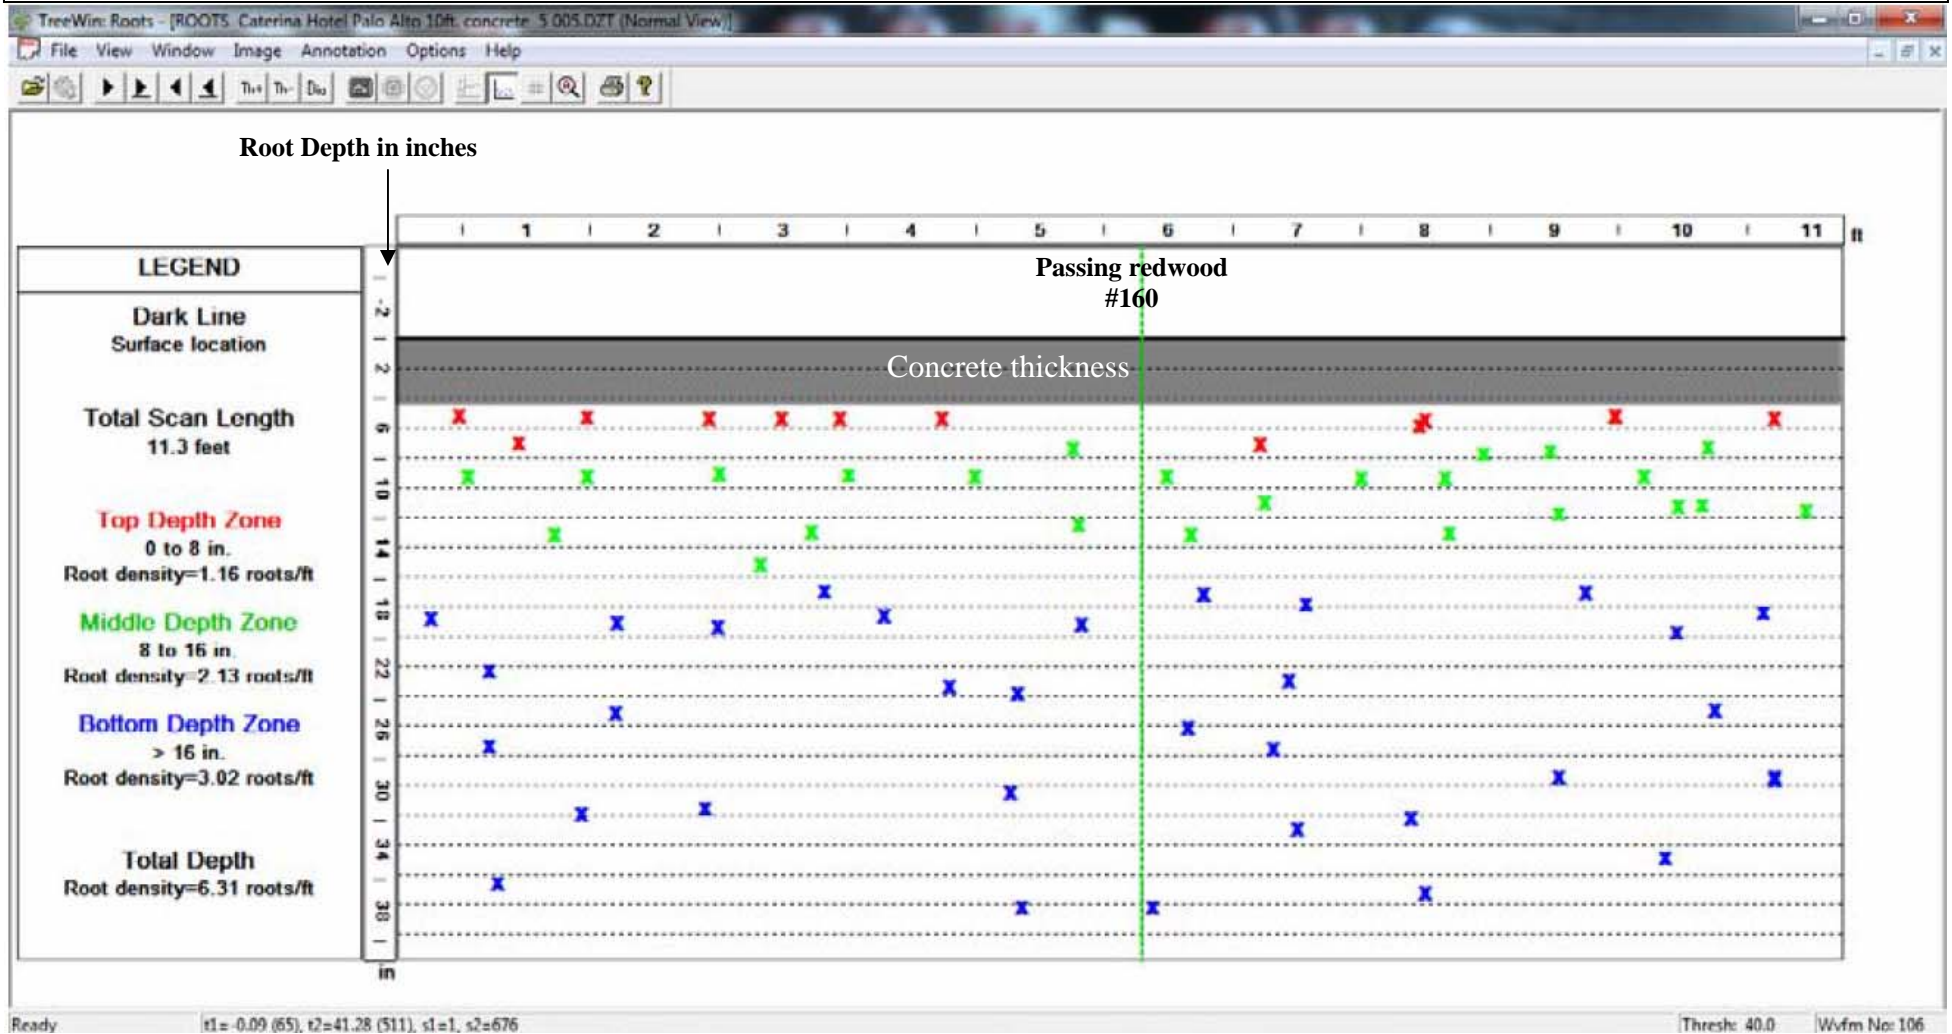 TreeWin: Roots - [ROOTS Caterina Hotel Palo Alto 10ft. concrete 5 005.DZT (Normal View)]
File View Window Image Annotation Options Help
Th+ Th- Dia
Root Depth in inches
1 2 3 4 5 6 7 8 9 10 11 ft
LEGEND
Dark Line
Surface location
Total Scan Length
11.3 feet
Top Depth Zone
0 to 8 in.
Root density=1.16 roots/ft
Middle Depth Zone
8 to 16 in.
Root density=2.13 roots/ft
Bottom Depth Zone
> 16 in.
Root density=3.02 roots/ft
Total Depth
Root density=6.31 roots/ft
-2
2
6
10
14
18
22
26
30
34
38
in
Passing redwood
#160
Concrete thickness
Ready t1= -0.09 (65), t2=41.28 (511), s1=1, s2=676 Thresh: 40.0 Wvfm No: 106